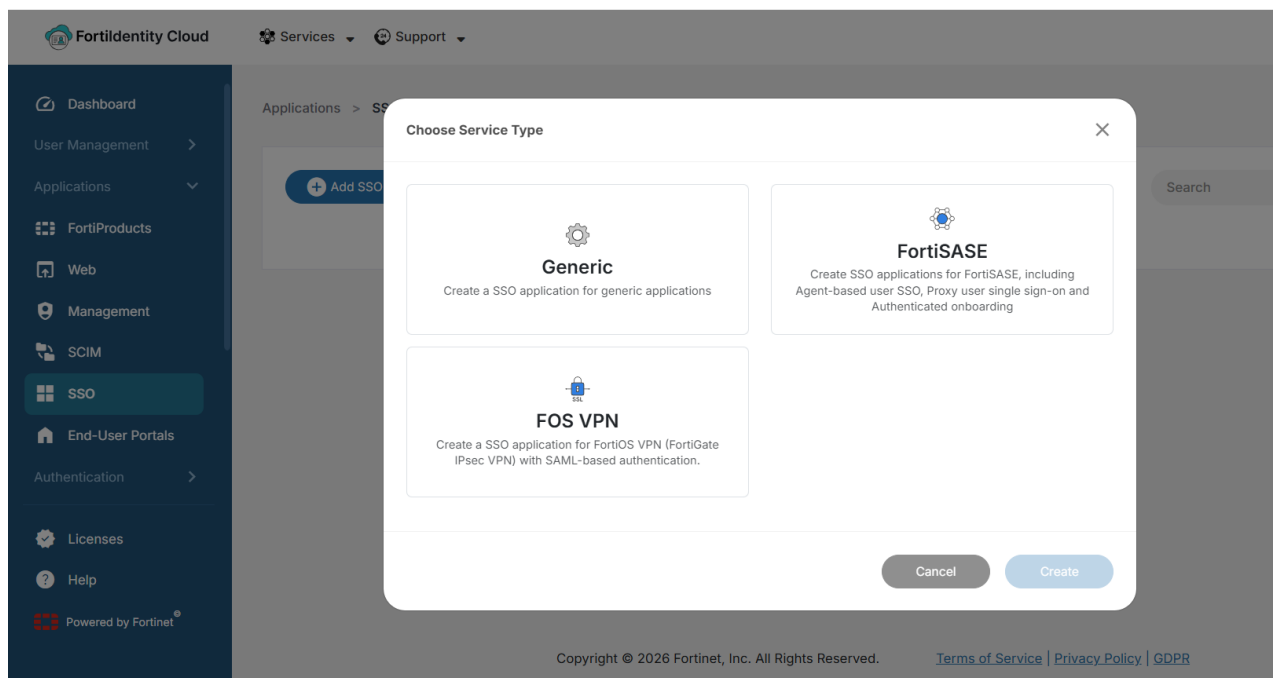 FortiIdentity Cloud
Services
Support
Dashboard
User Management
Applications
FortiProducts
Web
Management
SCIM
SSO
End-User Portals
Authentication
Licenses
Help
Powered by Fortinet
Applications > SS
Add SSO
Search
Choose Service Type
Generic
Create a SSO application for generic applications
FortiSASE
Create SSO applications for FortiSASE, including
Agent-based user SSO, Proxy user single sign-on and
Authenticated onboarding
SSL
FOS VPN
Create a SSO application for FortiOS VPN (FortiGate
IPsec VPN) with SAML-based authentication.
Cancel
Create
Copyright © 2026 Fortinet, Inc. All Rights Reserved.
Terms of Service | Privacy Policy | GDPR